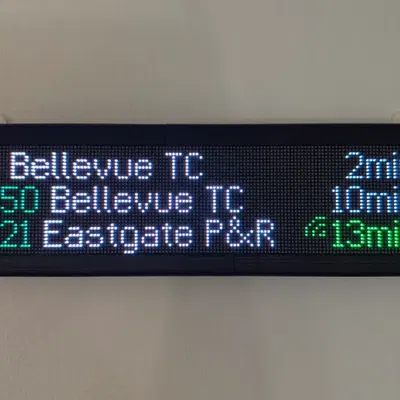 Bellevue TC 2mi
50 Bellevue TC 10mi
21 Eastgate P&R 13mi